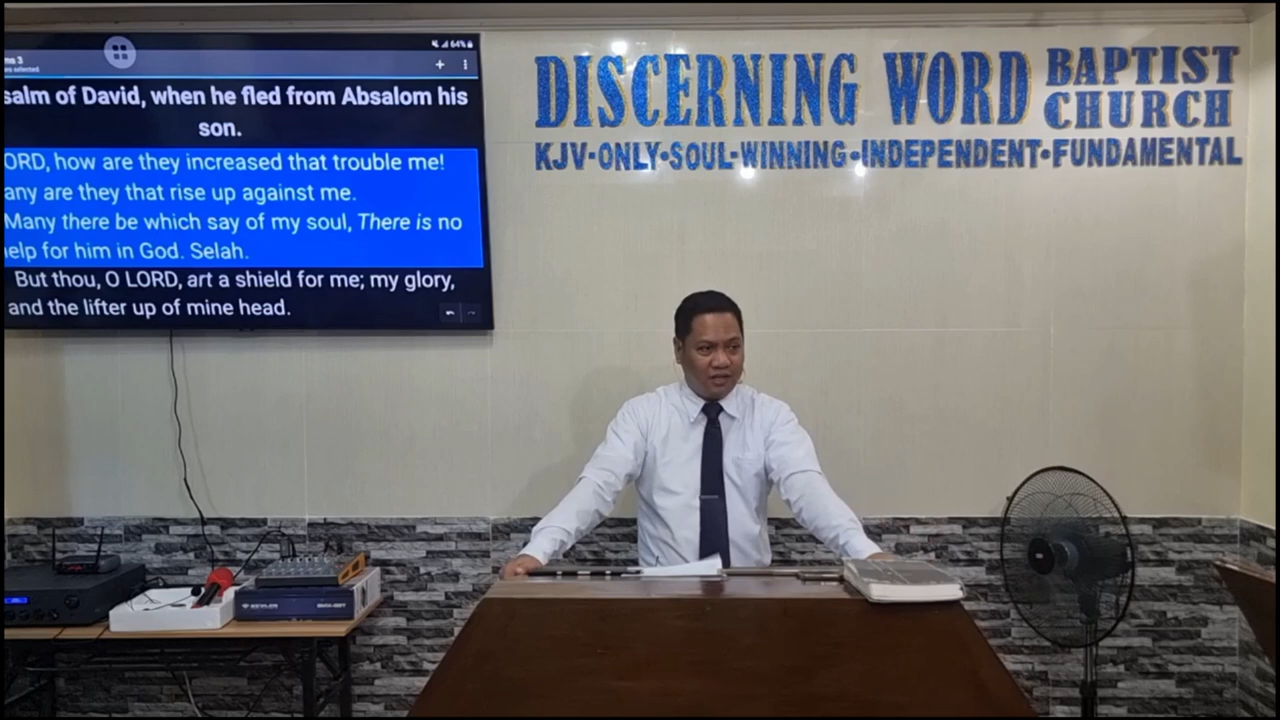 64%
ms 3
salm of David, when he fled from Absalom his
son.
ORD, how are they increased that trouble me!
any are they that rise up against me.
Many there be which say of my soul, There is no
elp for him in God. Selah.
But thou, O LORD, art a shield for me; my glory,
and the lifter up of mine head.
DISCERNING WORD BAPTIST
CHURCH
KJV-ONLY•SOUL-WINNING•INDEPENDENT•FUNDAMENTAL